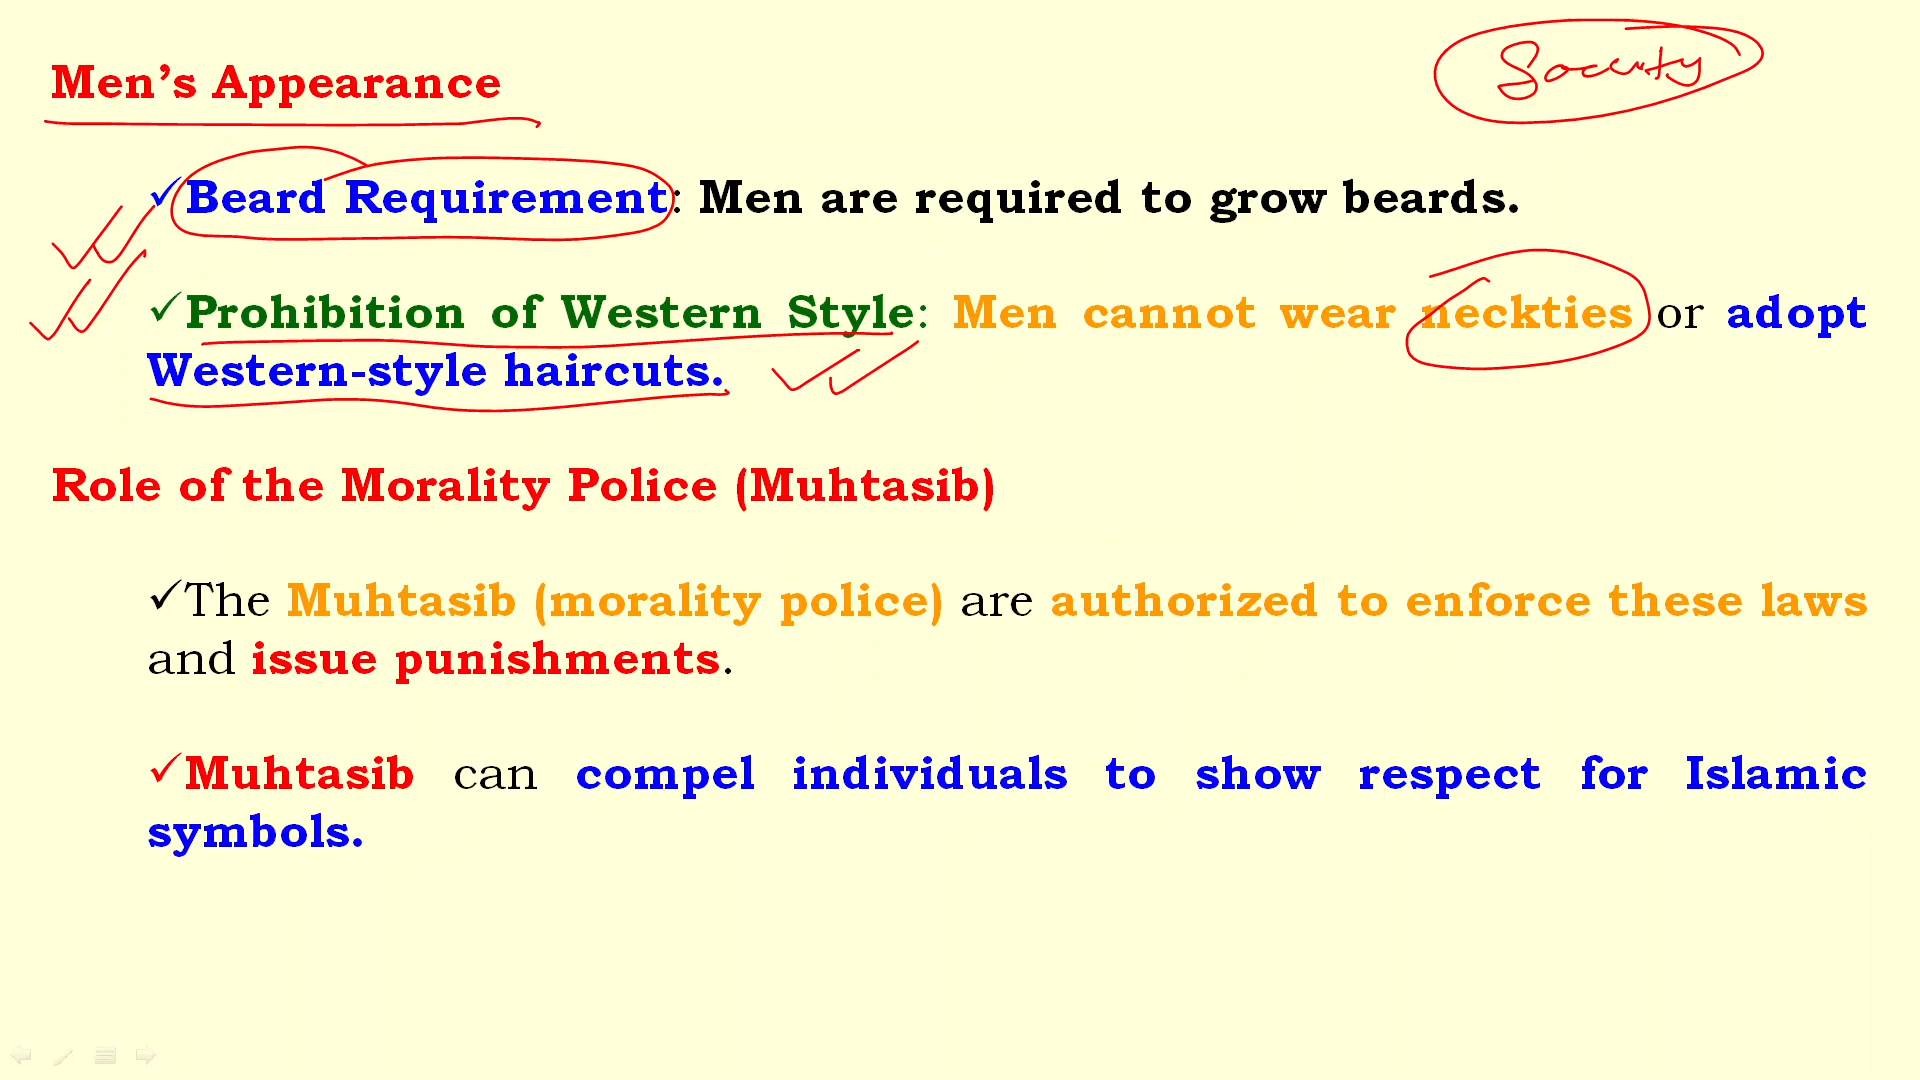 Society
Men's Appearance
✓Beard Requirement: Men are required to grow beards.
✓Prohibition of Western Style: Men cannot wear neckties or adopt
Western-style haircuts.
Role of the Morality Police (Muhtasib)
✓The Muhtasib (morality police) are authorized to enforce these laws
and issue punishments.
✓Muhtasib can compel individuals to show respect for Islamic
symbols.